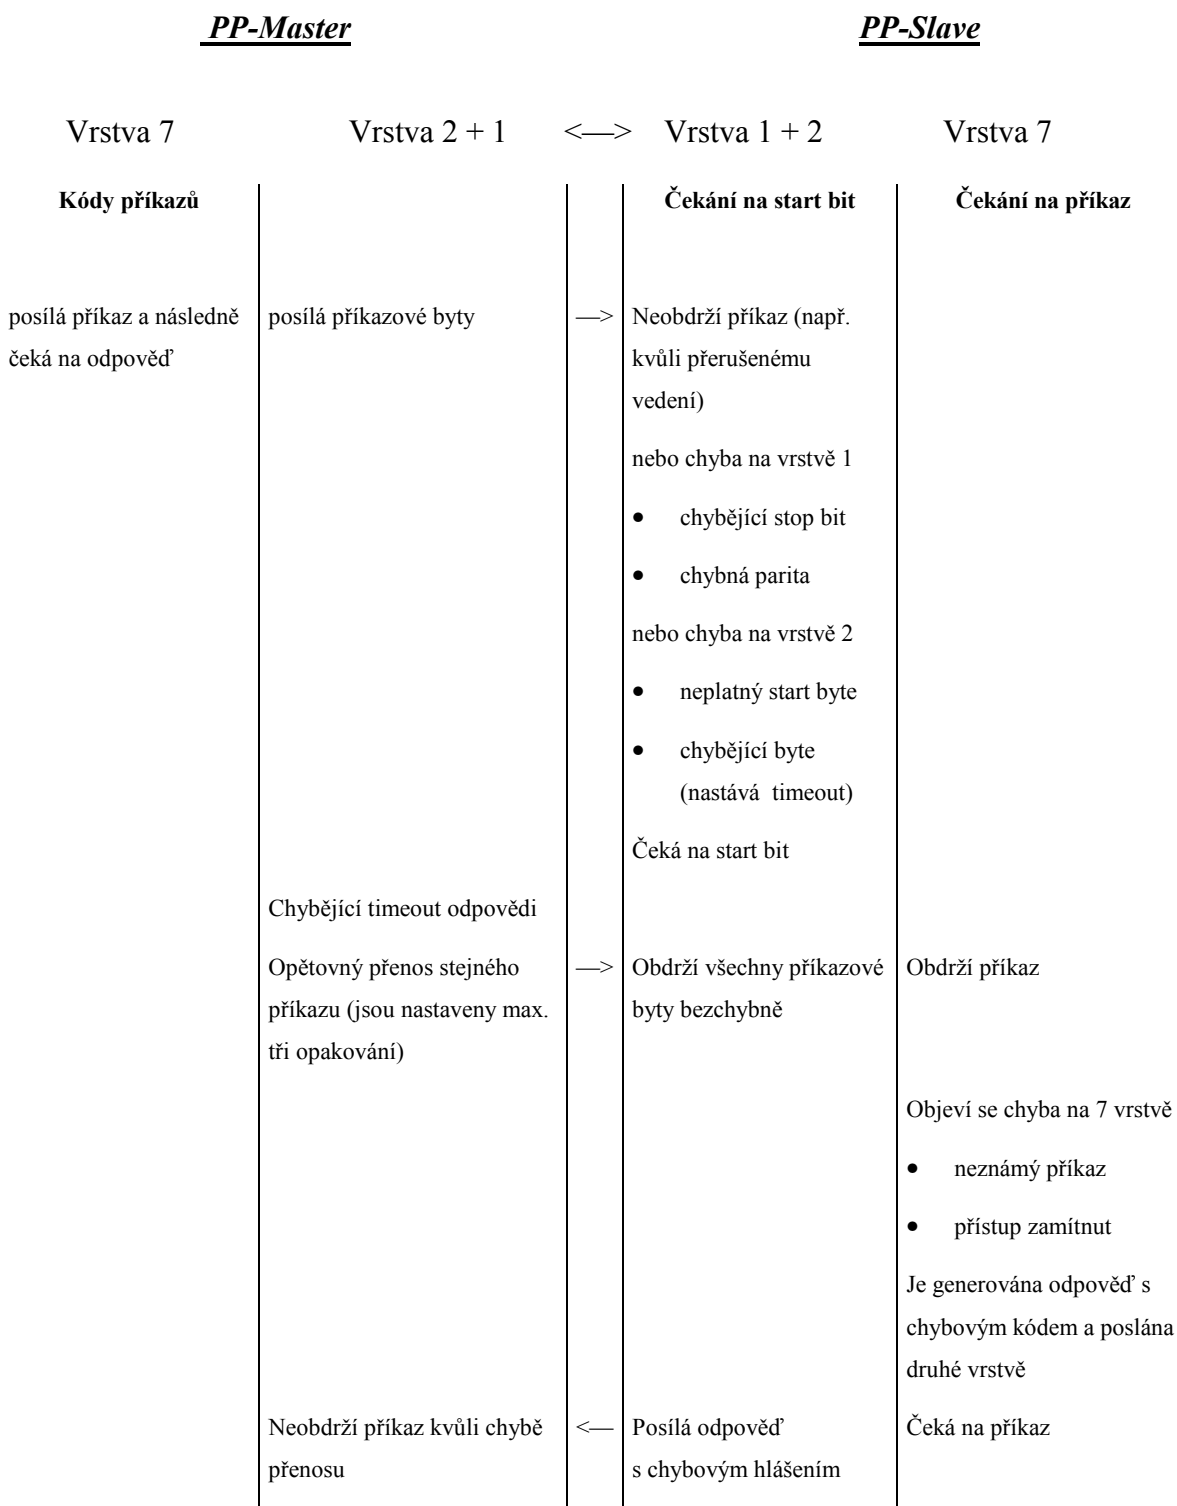 PP-Master PP-Slave
Vrstva 7 Vrstva 2 + 1 <—> Vrstva 1 + 2 Vrstva 7
Kódy příkazů Čekání na start bit Čekání na příkaz
posílá příkaz a následně posílá příkazové byty —> Neobdrží příkaz (např.
čeká na odpověď kvůli přerušenému
vedení)
nebo chyba na vrstvě 1
• chybějící stop bit
• chybná parita
nebo chyba na vrstvě 2
• neplatný start byte
• chybějící byte
(nastává timeout)
Čeká na start bit
Chybějící timeout odpovědi
Opětovný přenos stejného —> Obdrží všechny příkazové Obdrží příkaz
příkazu (jsou nastaveny max. byty bezchybně
tři opakování)
Objeví se chyba na 7 vrstvě
• neznámý příkaz
• přístup zamítnut
Je generována odpověď s
chybovým kódem a poslána
druhé vrstvě
Neobdrží příkaz kvůli chybě <— Posílá odpověď Čeká na příkaz
přenosu s chybovým hlášením